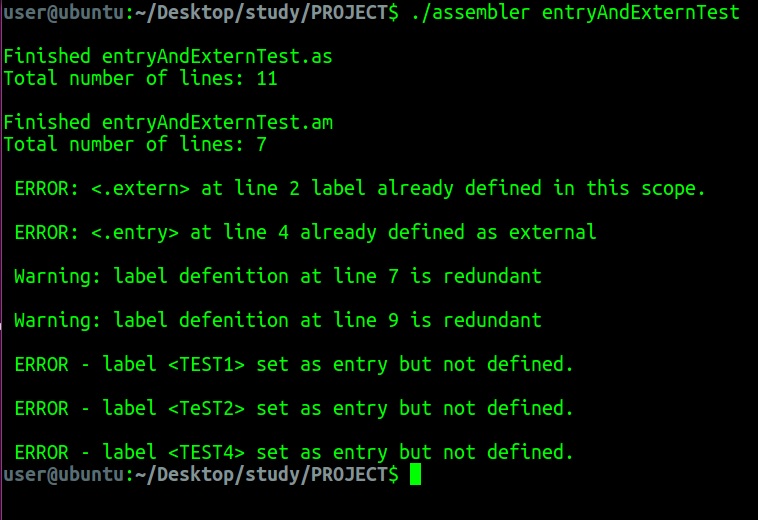 user@ubuntu:~/Desktop/study/PROJECT$ ./assembler entryAndExternTest
Finished entryAndExternTest.as
Total number of lines: 11
Finished entryAndExternTest.am
Total number of lines: 7
ERROR: <.extern> at line 2 label already defined in this scope.
ERROR: <.entry> at line 4 already defined as external
Warning: label defenition at line 7 is redundant
Warning: label defenition at line 9 is redundant
ERROR - label <TEST1> set as entry but not defined.
ERROR - label <TeST2> set as entry but not defined.
ERROR - label <TEST4> set as entry but not defined.
user@ubuntu:~/Desktop/study/PROJECT$